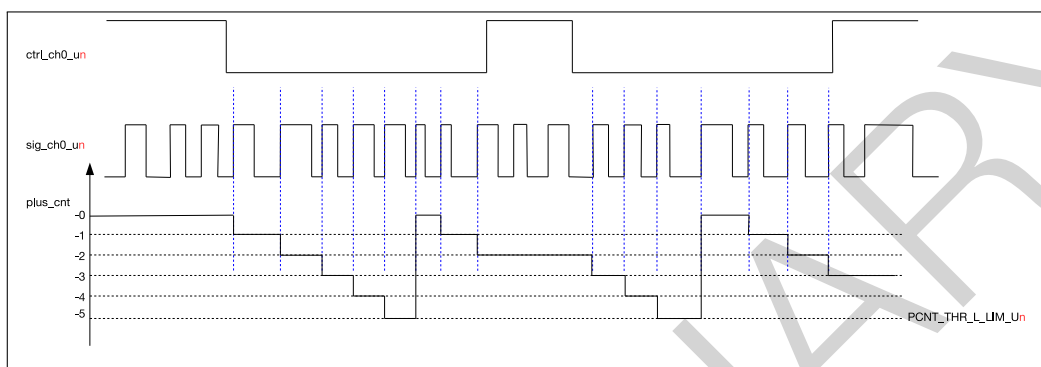 ctrl_ch0_un
sig_ch0_un
plus_cnt
-0
-1
-2
-3
-4
-5
PCNT_THR_L_LIM_Un